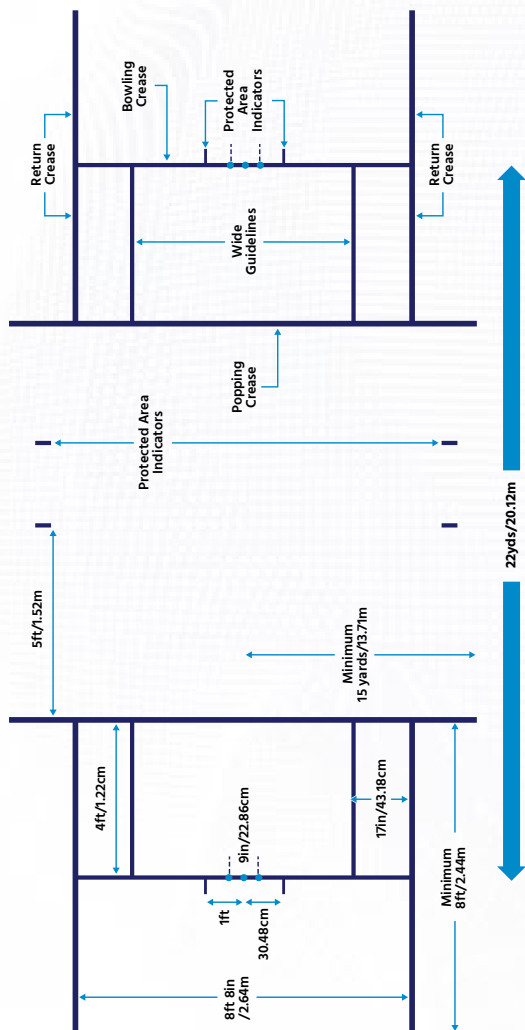 Return
Crease
Bowling
Crease
Protected
Area
Indicators
Return
Crease
Wide
Guidelines
Popping
Crease
Protected Area
Indicators
22yds/20.12m
5ft/1.52m
Minimum
15 yards/13.71m
4ft/1.22cm
9in/22.86cm
17in/43.18cm
1ft
30.48cm
8ft 8in
/2.64m
Minimum
8ft/2.44m